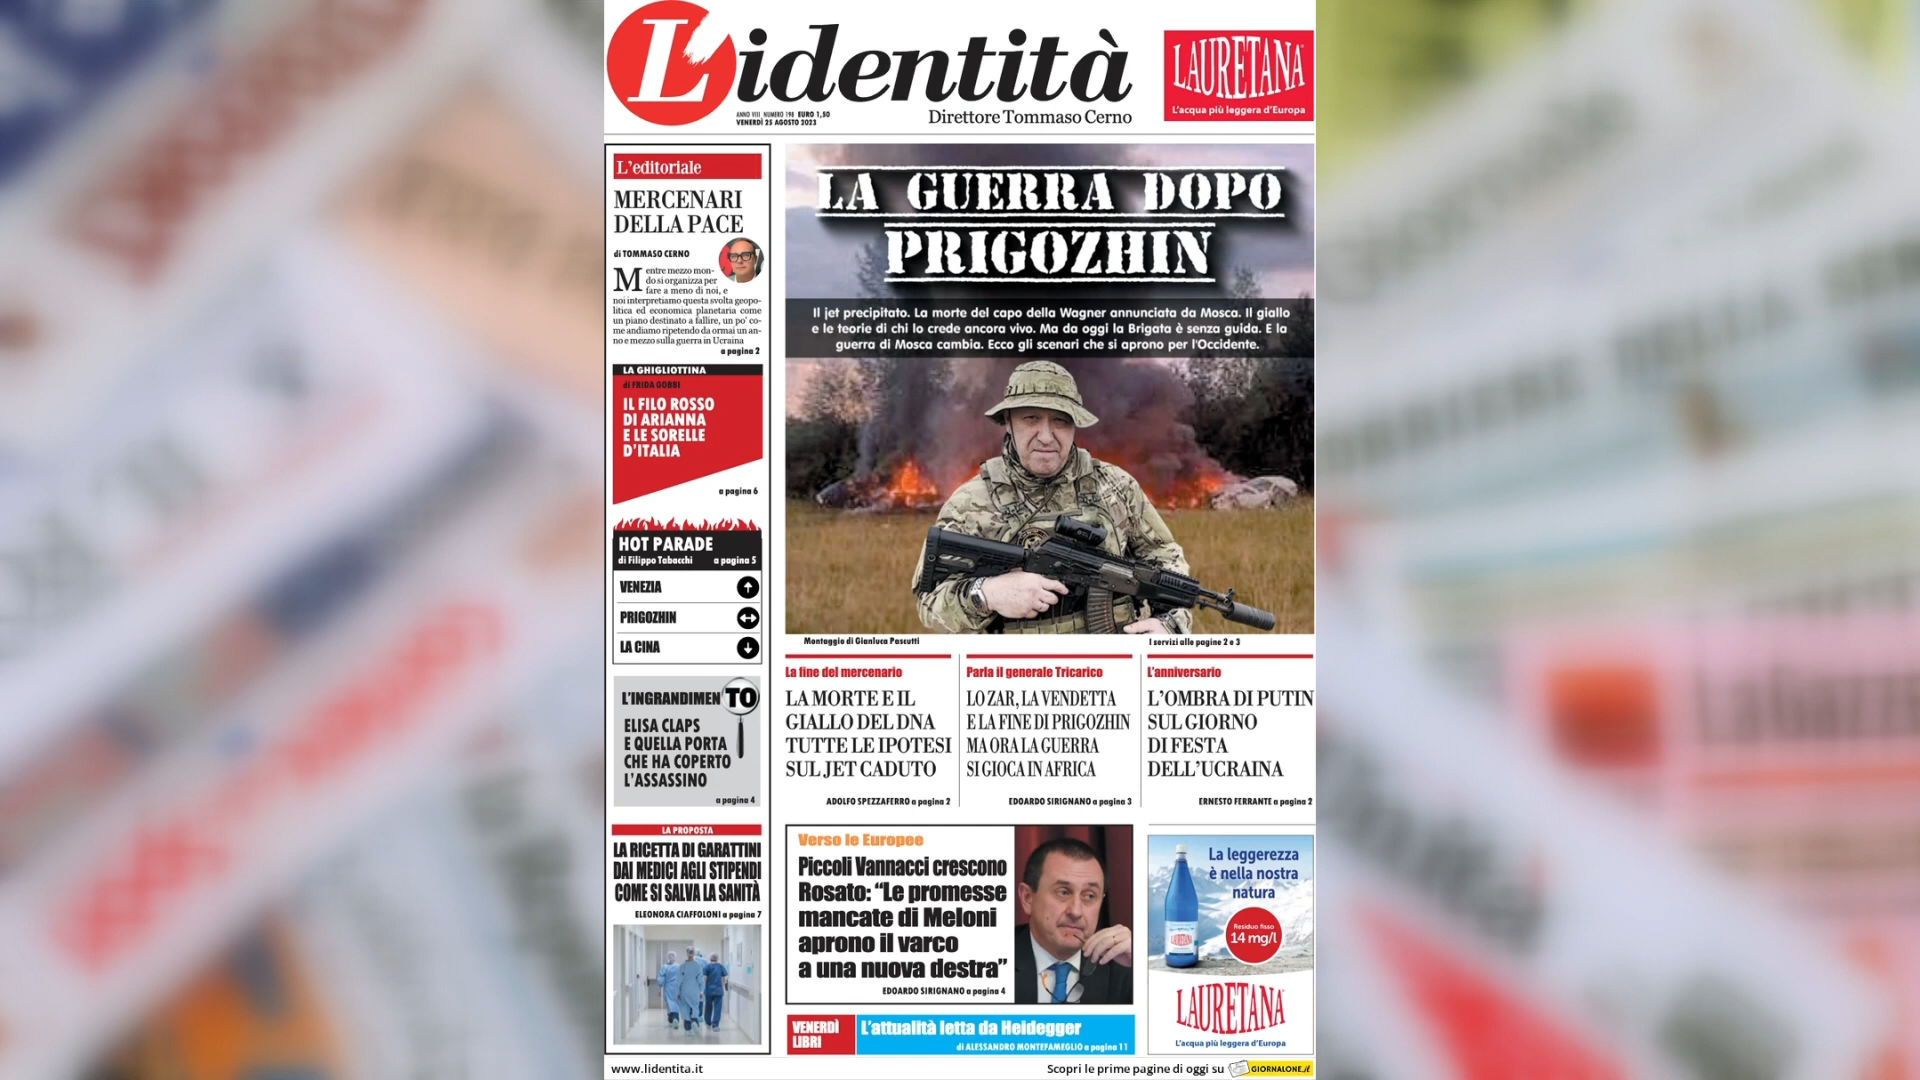 L'identità
ANNO VIII NUMERO 198 EURO 1,50
VENERDÌ 25 AGOSTO 2023
Direttore Tommaso Cerno
LAURETANA
L'acqua più leggera d'Europa
L'editoriale
MERCENARI
DELLA PACE
di TOMMASO CERNO
Mentre mezzo mon-
do si organizza per
fare a meno di noi, e
noi interpretiamo questa svolta geopo-
litica ed economica planetaria come
un piano destinato a fallire, un po' co-
me andiamo ripetendo da ormai un an-
no e mezzo sulla guerra in Ucraina
a pagina 2
LA GHIGLIOTTINA
di FRIDA GOBBI
IL FILO ROSSO
DI ARIANNA
E LE SORELLE
D'ITALIA
a pagina 6
HOT PARADE
di Filippo Tabacchi a pagina 5
VENEZIA
PRIGOZHIN
LA CINA
L'INGRANDIMENTO
ELISA CLAPS
E QUELLA PORTA
CHE HA COPERTO
L'ASSASSINO
a pagina 4
LA PROPOSTA
LA RICETTA DI GARATTINI
DAI MEDICI AGLI STIPENDI
COME SI SALVA LA SANITÀ
ELEONORA CIAFFOLONI a pagina 7
LA GUERRA DOPO
PRIGOZHIN
Il jet precipitato. La morte del capo della Wagner annunciata da Mosca. Il giallo
e le teorie di chi lo crede ancora vivo. Ma da oggi la Brigata è senza guida. E la
guerra di Mosca cambia. Ecco gli scenari che si aprono per l'Occidente.
Montaggio di Gianluca Pascutti
I servizi alle pagine 2 e 3
La fine del mercenario
LA MORTE E IL
GIALLO DEL DNA
TUTTE LE IPOTESI
SUL JET CADUTO
ADOLFO SPEZZAFERRO a pagina 2
Parla il generale Tricarico
LO ZAR, LA VENDETTA
E LA FINE DI PRIGOZHIN
MA ORA LA GUERRA
SI GIOCA IN AFRICA
EDOARDO SIRIGNANO a pagina 3
L'anniversario
L'OMBRA DI PUTIN
SUL GIORNO
DI FESTA
DELL'UCRAINA
ERNESTO FERRANTE a pagina 2
Verso le Europee
Piccoli Vannacci crescono
Rosato: "Le promesse
mancate di Meloni
aprono il varco
a una nuova destra"
EDOARDO SIRIGNANO a pagina 4
VENERDÌ
LIBRI
L'attualità letta da Heidegger
di ALESSANDRO MONTEFAMEGLIO a pagina 11
La leggerezza
è nella nostra
natura
Residuo fisso
14 mg/l
LAURETANA
LAURETANA
L'acqua più leggera d'Europa
www.lidentita.it
Scopri le prime pagine di oggi su GIORNALONE.it